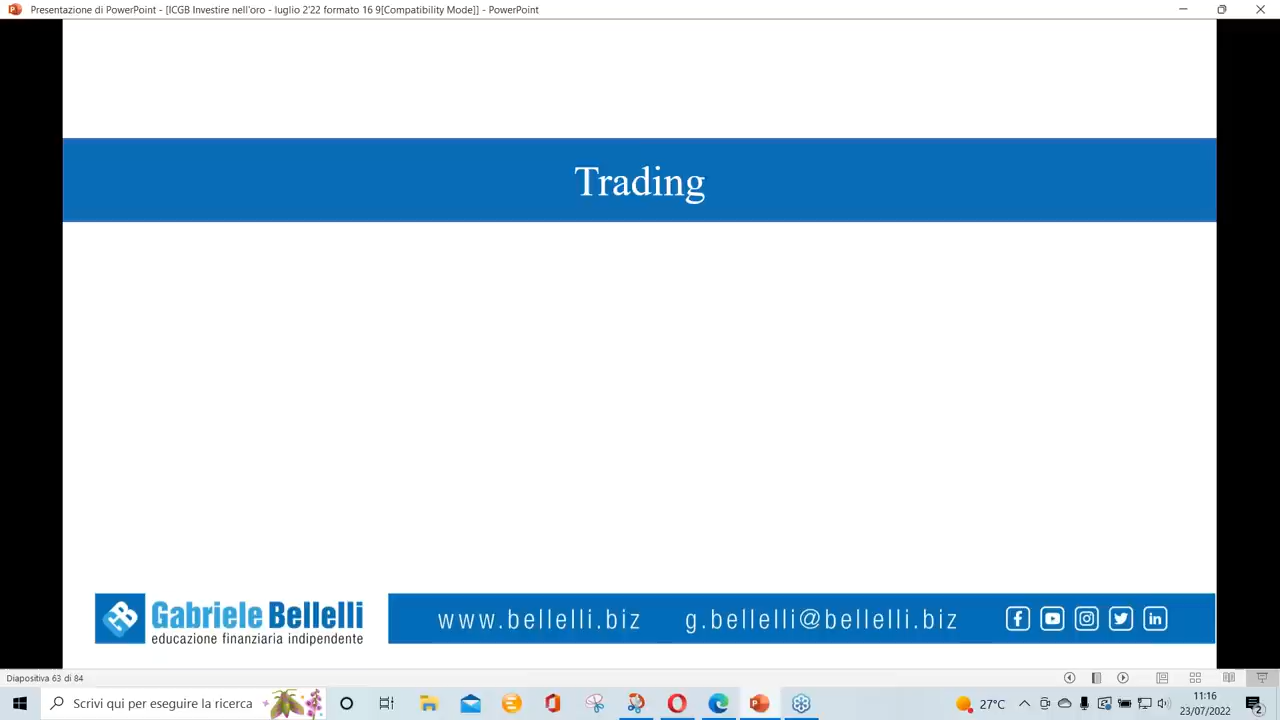 Presentazione di PowerPoint - [ICGB Investire nell'oro - luglio 2'22 formato 16 9[Compatibility Mode]] - PowerPoint
Trading
Gabriele Bellelli
educazione finanziaria indipendente
www.bellelli.biz g.bellelli@bellelli.biz
Diapositiva 63 di 84
Scrivi qui per eseguire la ricerca
27°C
11:16
23/07/2022
2